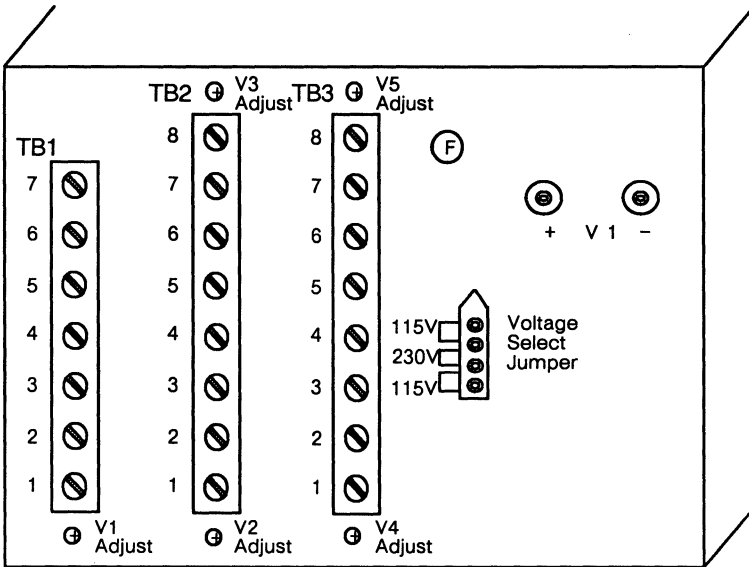 TB1
7
6
5
4
3
2
1
V1
Adjust
TB2
V3
Adjust
8
7
6
5
4
3
2
1
V2
Adjust
TB3
V5
Adjust
8
7
6
5
4
3
2
1
V4
Adjust
F
+ V 1 −
115V
230V
115V
Voltage
Select
Jumper